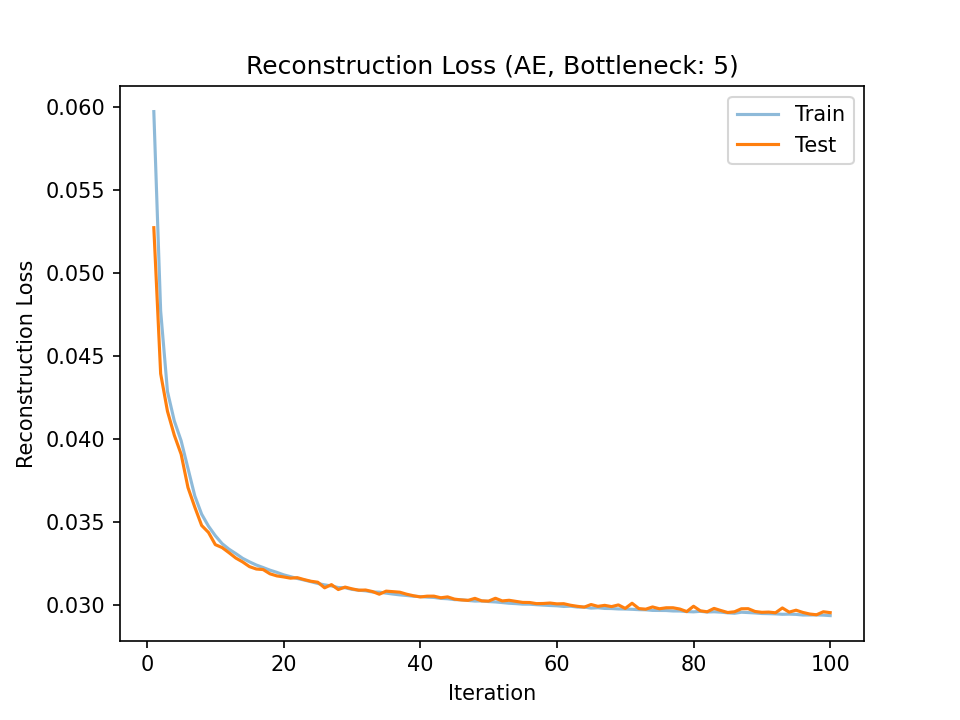 Reconstruction Loss (AE, Bottleneck: 5)
Train
Test
0.060
0.055
0.050
0.045
0.040
0.035
0.030
Reconstruction Loss
0 20 40 60 80 100
Iteration